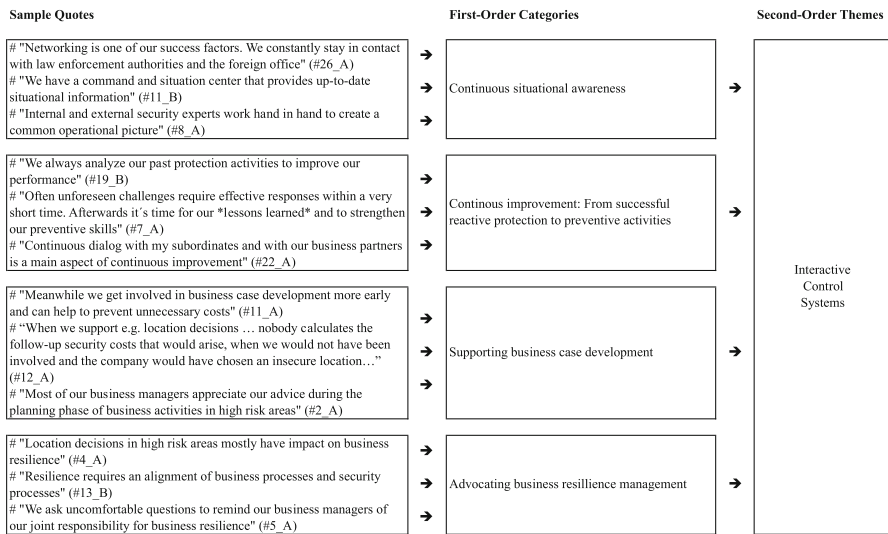 Sample Quotes
First-Order Categories
Second-Order Themes
# "Networking is one of our success factors. We constantly stay in contact
with law enforcement authorities and the foreign office" (#26_A)
# "We have a command and situation center that provides up-to-date
situational information" (#11_B)
# "Internal and external security experts work hand in hand to create a
common operational picture" (#8_A)
Continuous situational awareness
# "We always analyze our past protection activities to improve our
performance" (#19_B)
# "Often unforeseen challenges require effective responses within a very
short time. Afterwards it´s time for our *lessons learned* and to strengthen
our preventive skills" (#7_A)
# "Continuous dialog with my subordinates and with our business partners
is a main aspect of continuous improvement" (#22_A)
Continous improvement: From successful
reactive protection to preventive activities
# "Meanwhile we get involved in business case development more early
and can help to prevent unnecessary costs" (#11_A)
# “When we support e.g. location decisions … nobody calculates the
follow-up security costs that would arise, when we would not have been
involved and the company would have chosen an insecure location…”
(#12_A)
# "Most of our business managers appreciate our advice during the
planning phase of business activities in high risk areas" (#2_A)
Supporting business case development
# "Location decisions in high risk areas mostly have impact on business
resilience" (#4_A)
# "Resilience requires an alignment of business processes and security
processes" (#13_B)
# "We ask uncomfortable questions to remind our business managers of
our joint responsibility for business resilience" (#5_A)
Advocating business resillience management
Interactive
Control
Systems